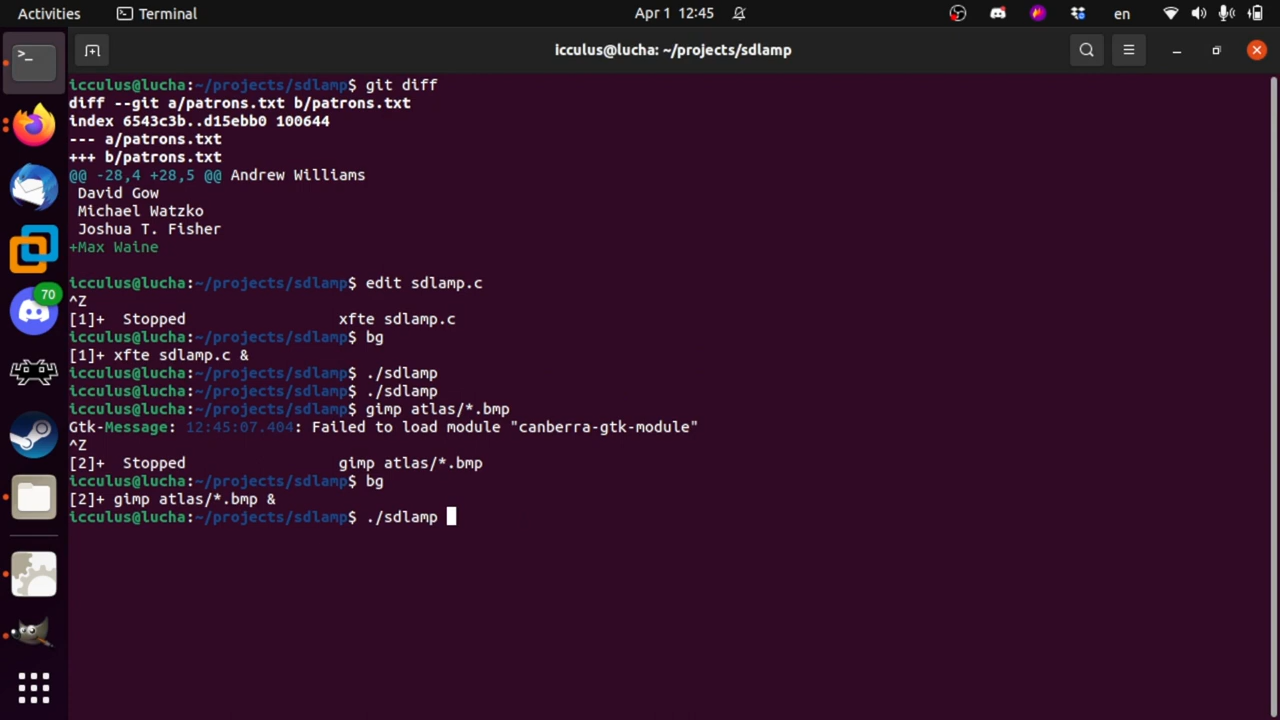 Activities Terminal Apr 1 12:45 en
icculus@lucha: ~/projects/sdlamp
icculus@lucha:~/projects/sdlamp$ git diff
diff --git a/patrons.txt b/patrons.txt
index 6543c3b..d15ebb0 100644
--- a/patrons.txt
+++ b/patrons.txt
@@ -28,4 +28,5 @@ Andrew Williams
 David Gow
 Michael Watzko
 Joshua T. Fisher
+Max Waine
icculus@lucha:~/projects/sdlamp$ edit sdlamp.c
^Z
[1]+  Stopped                 xfte sdlamp.c
icculus@lucha:~/projects/sdlamp$ bg
[1]+ xfte sdlamp.c &
icculus@lucha:~/projects/sdlamp$ ./sdlamp
icculus@lucha:~/projects/sdlamp$ ./sdlamp
icculus@lucha:~/projects/sdlamp$ gimp atlas/*.bmp
Gtk-Message: 12:45:07.404: Failed to load module "canberra-gtk-module"
^Z
[2]+  Stopped                 gimp atlas/*.bmp
icculus@lucha:~/projects/sdlamp$ bg
[2]+ gimp atlas/*.bmp &
icculus@lucha:~/projects/sdlamp$ ./sdlamp
70